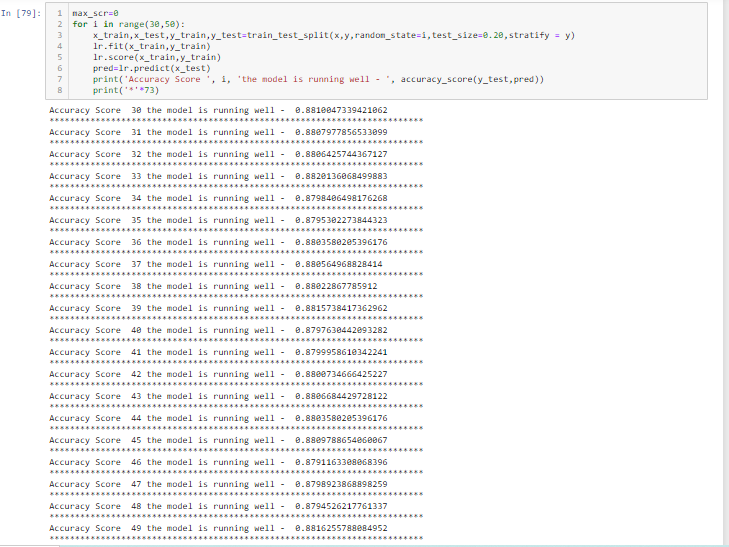 In [79]:
1 max_scr=0
2 for i in range(30,50):
3 x_train,x_test,y_train,y_test=train_test_split(x,y,random_state=i,test_size=0.20,stratify = y)
4 lr.fit(x_train,y_train)
5 lr.score(x_train,y_train)
6 pred=lr.predict(x_test)
7 print('Accuracy Score ', i, 'the model is running well - ', accuracy_score(y_test,pred))
8 print('*'*73)
Accuracy Score  30 the model is running well -  0.8810047339421062
*************************************************************************
Accuracy Score  31 the model is running well -  0.8807977856533099
*************************************************************************
Accuracy Score  32 the model is running well -  0.8806425744367127
*************************************************************************
Accuracy Score  33 the model is running well -  0.8820136068499883
*************************************************************************
Accuracy Score  34 the model is running well -  0.8798406498176268
*************************************************************************
Accuracy Score  35 the model is running well -  0.8795302273844323
*************************************************************************
Accuracy Score  36 the model is running well -  0.8803580205396176
*************************************************************************
Accuracy Score  37 the model is running well -  0.880564968828414
*************************************************************************
Accuracy Score  38 the model is running well -  0.88022867785912
*************************************************************************
Accuracy Score  39 the model is running well -  0.8815738417362962
*************************************************************************
Accuracy Score  40 the model is running well -  0.8797630442093282
*************************************************************************
Accuracy Score  41 the model is running well -  0.8799958610342241
*************************************************************************
Accuracy Score  42 the model is running well -  0.8800734666425227
*************************************************************************
Accuracy Score  43 the model is running well -  0.8806684429728122
*************************************************************************
Accuracy Score  44 the model is running well -  0.8803580205396176
*************************************************************************
Accuracy Score  45 the model is running well -  0.8809788654060067
*************************************************************************
Accuracy Score  46 the model is running well -  0.8791163308068396
*************************************************************************
Accuracy Score  47 the model is running well -  0.8798923868898259
*************************************************************************
Accuracy Score  48 the model is running well -  0.8794526217761337
*************************************************************************
Accuracy Score  49 the model is running well -  0.8816255788084952
*************************************************************************